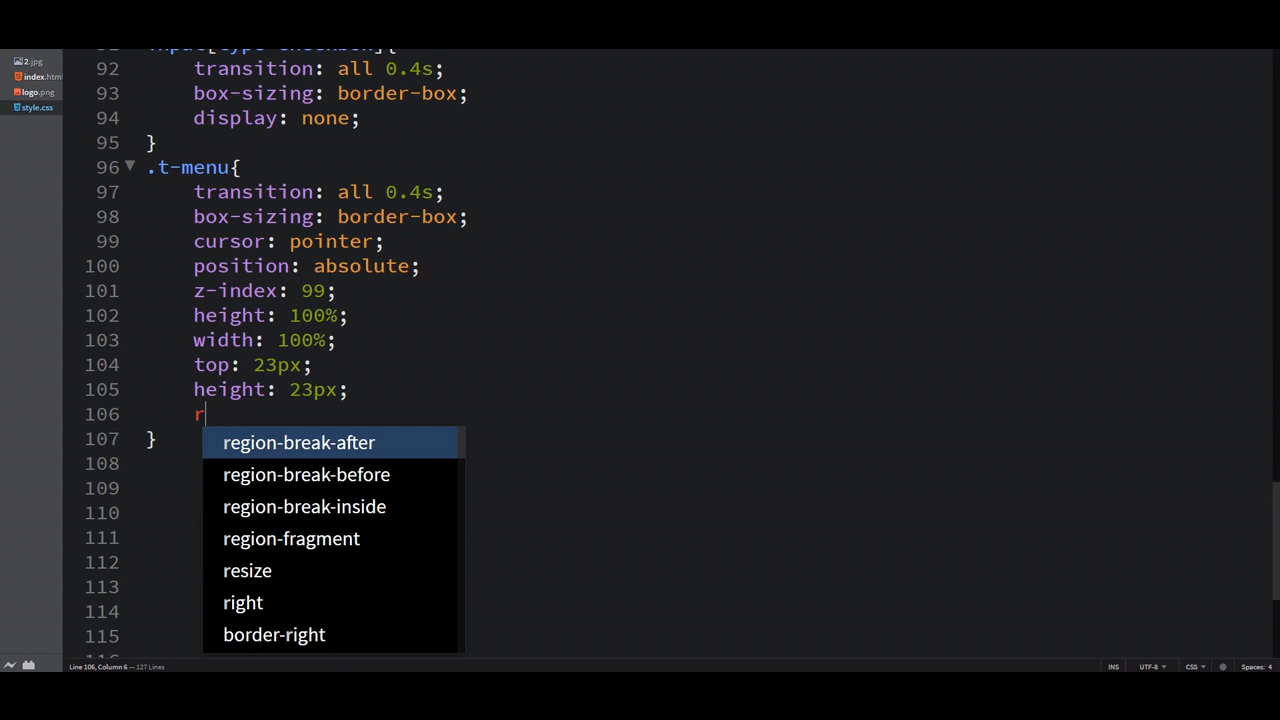 2.jpg
index.html
logo.png
style.css
92 transition: all 0.4s;
93 box-sizing: border-box;
94 display: none;
95 }
96 .t-menu{
97 transition: all 0.4s;
98 box-sizing: border-box;
99 cursor: pointer;
100 position: absolute;
101 z-index: 99;
102 height: 100%;
103 width: 100%;
104 top: 23px;
105 height: 23px;
106 r
107 }
108
109
110
111
112
113
114
115
region-break-after
region-break-before
region-break-inside
region-fragment
resize
right
border-right
Line 106, Column 6 — 127 Lines
INS UTF-8 CSS Spaces: 4